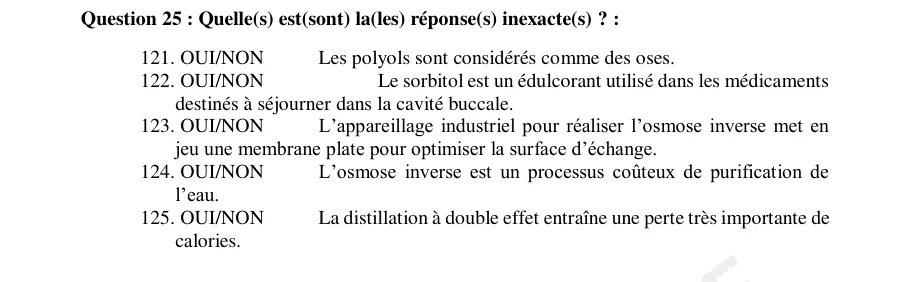 Question 25 : Quelle(s) est(sont) la(les) réponse(s) inexacte(s) ? :
121. OUI/NON Les polyols sont considérés comme des oses.
122. OUI/NON Le sorbitol est un édulcorant utilisé dans les médicaments
destinés à séjourner dans la cavité buccale.
123. OUI/NON L'appareillage industriel pour réaliser l'osmose inverse met en
jeu une membrane plate pour optimiser la surface d'échange.
124. OUI/NON L'osmose inverse est un processus coûteux de purification de
l'eau.
125. OUI/NON La distillation à double effet entraîne une perte très importante de
calories.